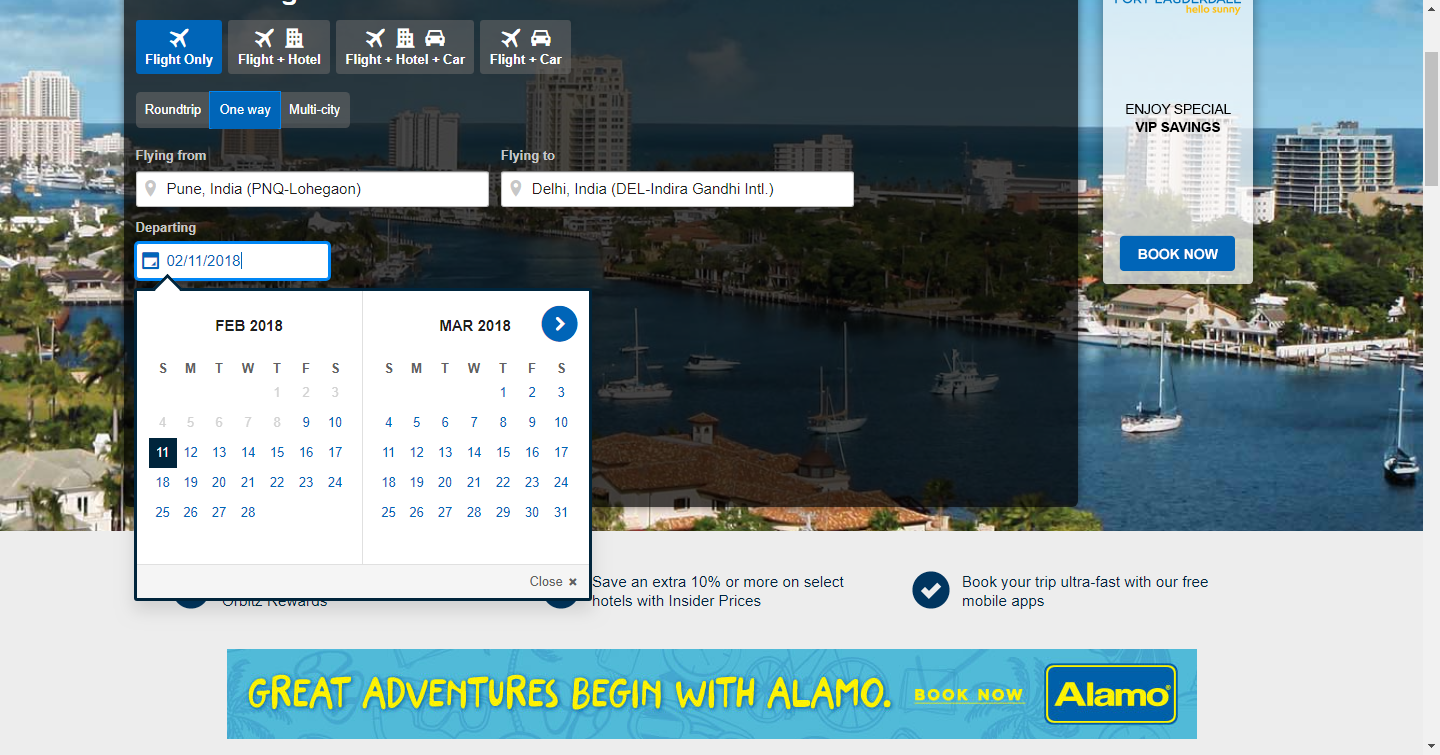 FORT LAUDERDALE
hello sunny
Flight Only
Flight + Hotel
Flight + Hotel + Car
Flight + Car
Roundtrip
One way
Multi-city
ENJOY SPECIAL
VIP SAVINGS
Flying from
Flying to
Pune, India (PNQ-Lohegaon)
Delhi, India (DEL-Indira Gandhi Intl.)
Departing
BOOK NOW
02/11/2018
FEB 2018
S M T W T F S
1 2 3
4 5 6 7 8 9 10
11 12 13 14 15 16 17
18 19 20 21 22 23 24
25 26 27 28
MAR 2018
S M T W T F S
1 2 3
4 5 6 7 8 9 10
11 12 13 14 15 16 17
18 19 20 21 22 23 24
25 26 27 28 29 30 31
Close ×
Orbitz Rewards
Save an extra 10% or more on select
hotels with Insider Prices
Book your trip ultra-fast with our free
mobile apps
GREAT ADVENTURES BEGIN WITH ALAMO.
BOOK NOW
Alamo®